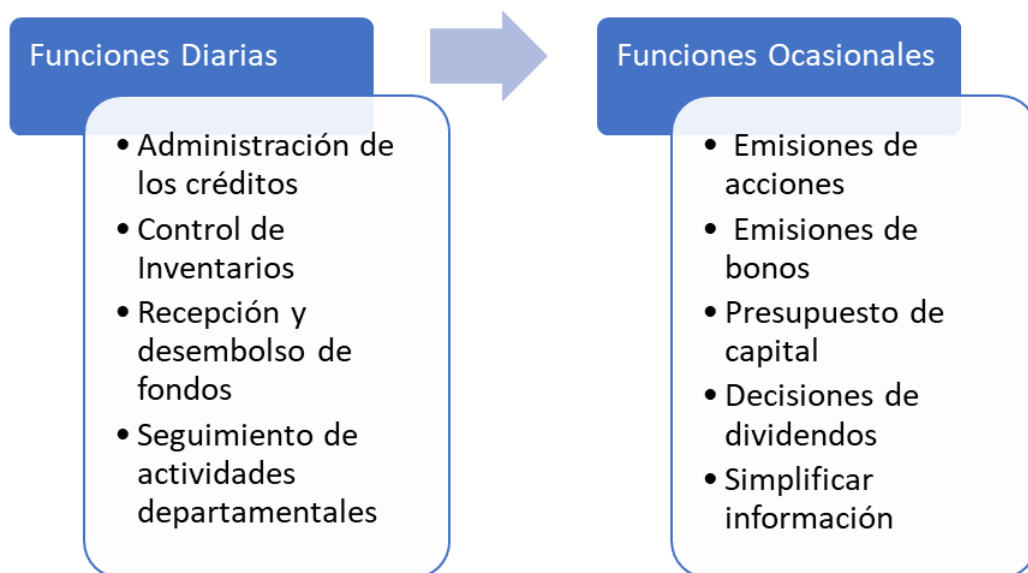 Funciones Diarias
• Administración de
los créditos
• Control de
Inventarios
• Recepción y
desembolso de
fondos
• Seguimiento de
actividades
departamentales
Funciones Ocasionales
• Emisiones de
acciones
• Emisiones de
bonos
• Presupuesto de
capital
• Decisiones de
dividendos
• Simplificar
información